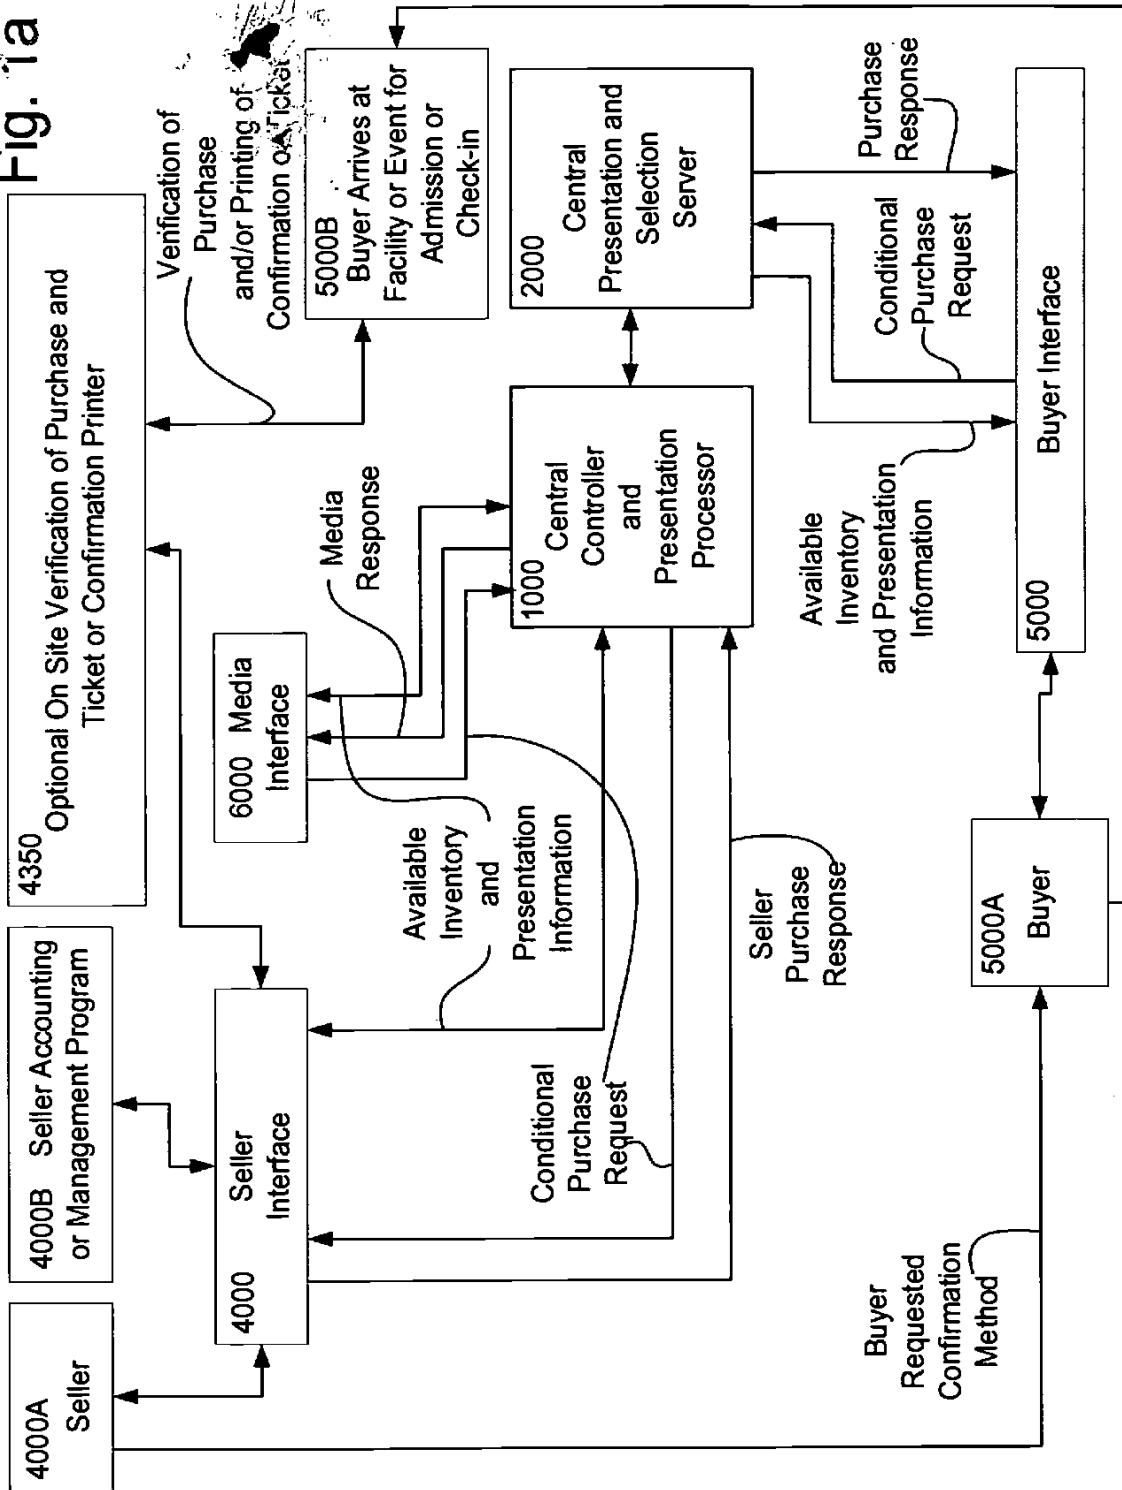 Fig. 1a
4350
Optional On Site Verification of Purchase and
Ticket or Confirmation Printer
4000B Seller Accounting
or Management Program
4000A
Seller
Verification of
Purchase
and/or Printing of
Confirmation or Ticket
5000B
Buyer Arrives at
Facility or Event for
Admission or
Check-in
6000 Media
Interface
Media
Response
4000
Seller
Interface
Available
Inventory
and
Presentation
Information
Conditional
Purchase
Request
1000
Central
Controller
and
Presentation
Processor
2000
Central
Presentation and
Selection
Server
Seller
Purchase
Response
Purchase
Response
Conditional
Purchase
Request
Available
Inventory
and Presentation
Information
5000
Buyer Interface
5000A
Buyer
Buyer
Requested
Confirmation
Method